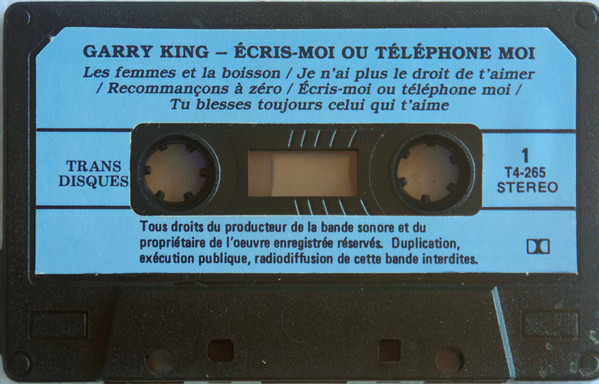 GARRY KING – ÉCRIS-MOI OU TÉLÉPHONE MOI
Les femmes et la boisson / Je n'ai plus le droit de t'aimer
/ Recommançons à zéro / Écris-moi ou téléphone moi /
Tu blesses toujours celui qui t'aime
TRANS
DISQUES
1
T4-265
STEREO
Tous droits du producteur de la bande sonore et du
propriétaire de l'oeuvre enregistrée réservés. Duplication,
exécution publique, radiodiffusion de cette bande interdites.